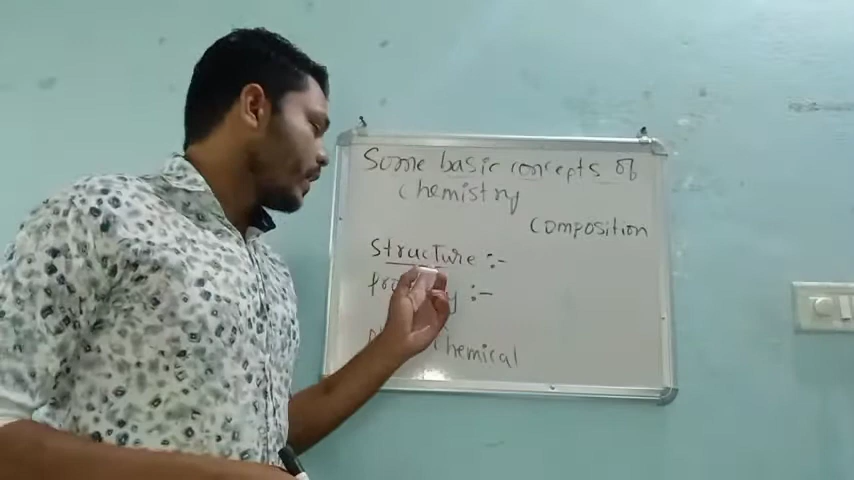 Some basic concepts of
Chemistry
Composition
Structure :-
:-
Chemical